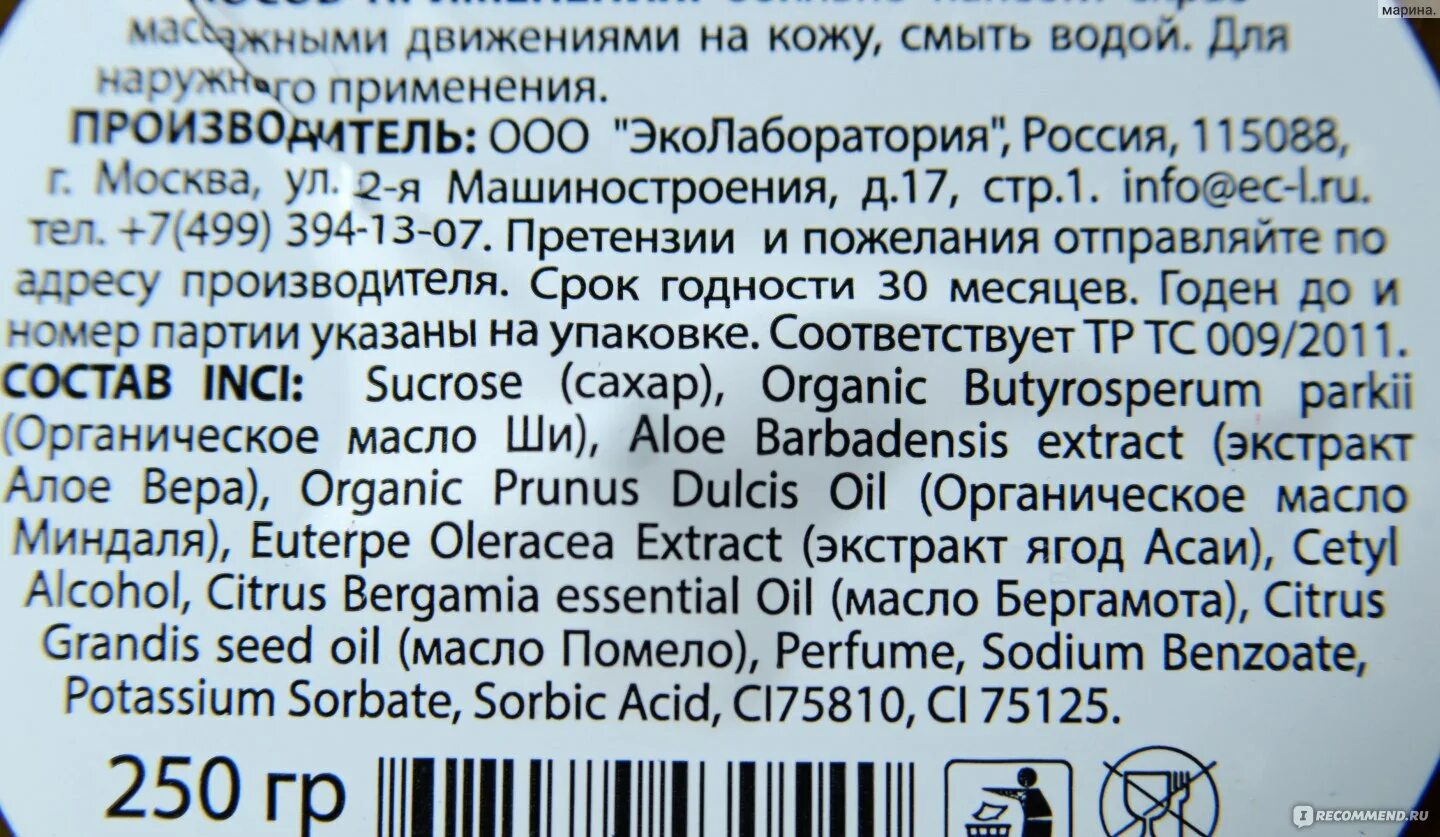 марина.
массажными движениями на кожу, смыть водой. Для
наружного применения.
ПРОИЗВОДИТЕЛЬ: ООО "ЭкоЛаборатория", Россия, 115088,
г. Москва, ул. 2-я Машиностроения, д.17, стр.1. info@ec-l.ru.
тел. +7(499) 394-13-07. Претензии и пожелания отправляйте по
адресу производителя. Срок годности 30 месяцев. Годен до и
номер партии указаны на упаковке. Соответствует ТР ТС 009/2011.
СОСТАВ INCI: Sucrose (сахар), Organic Butyrosperum parkii
(Органическое масло Ши), Aloe Barbadensis extract (экстракт
Алое Вера), Organic Prunus Dulcis Oil (Органическое масло
Миндаля), Euterpe Oleracea Extract (экстракт ягод Асаи), Cetyl
Alcohol, Citrus Bergamia essential Oil (масло Бергамота), Citrus
Grandis seed oil (масло Помело), Perfume, Sodium Benzoate,
Potassium Sorbate, Sorbic Acid, CI75810, CI 75125.
250 гр
IRECOMMEND.RU